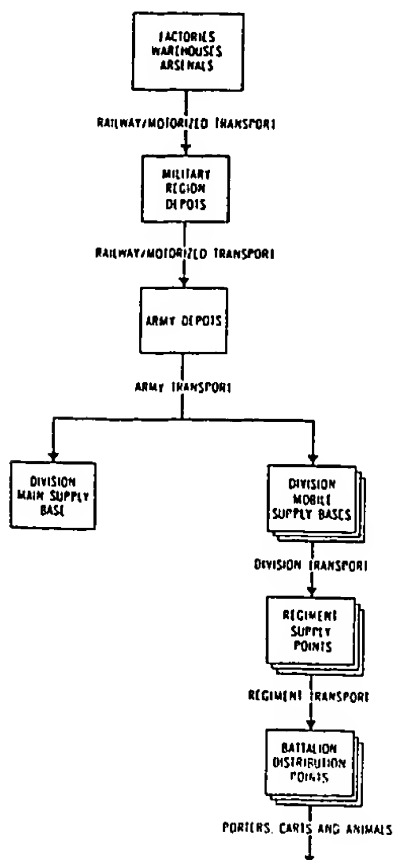 FACTORIES
WAREHOUSES
ARSENALS
RAILWAY/MOTORIZED TRANSPORT
MILITARY
REGION
DEPOTS
RAILWAY/MOTORIZED TRANSPORT
ARMY DEPOTS
ARMY TRANSPORT
DIVISION
MAIN SUPPLY
BASE
DIVISION
MOBILE
SUPPLY BASES
DIVISION TRANSPORT
REGIMENT
SUPPLY
POINTS
REGIMENT TRANSPORT
BATTALION
DISTRIBUTION
POINTS
PORTERS, CARTS AND ANIMALS